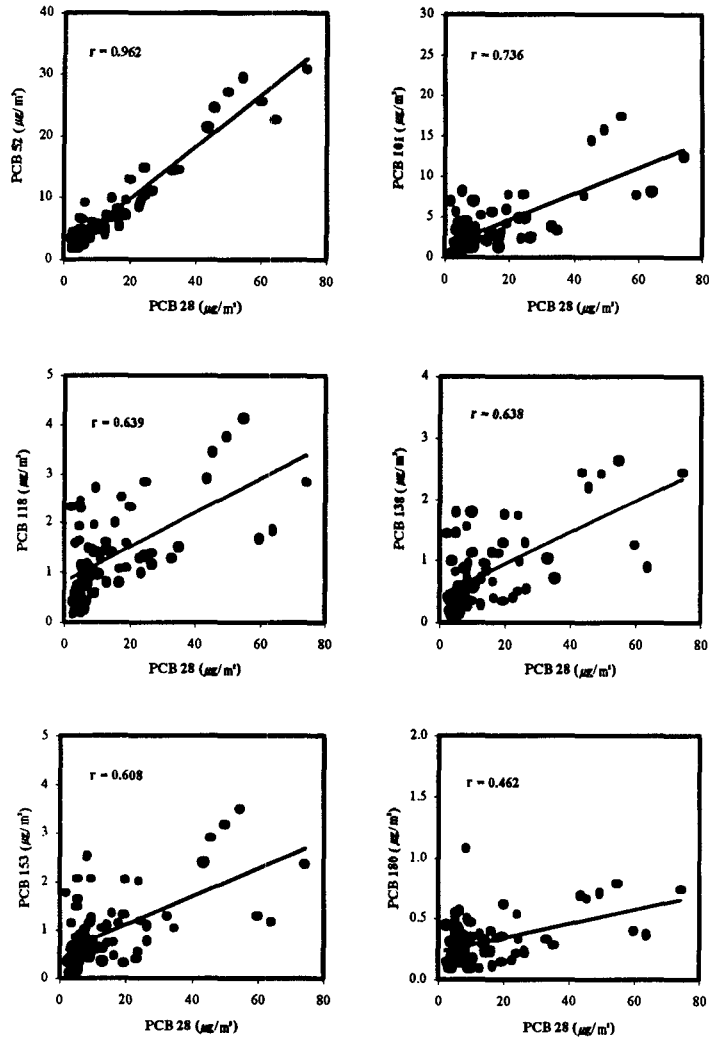 40
30
20
10
0
PCB 52 (μg/m³)
r = 0.962
0 20 40 60 80
PCB 28 (μg/m³)
30
25
20
15
10
5
0
PCB 101 (μg/m³)
r = 0.736
0 20 40 60 80
PCB 28 (μg/m³)
5
4
3
2
1
0
PCB 118 (μg/m³)
r = 0.639
0 20 40 60 80
PCB 28 (μg/m³)
4
3
2
1
0
PCB 138 (μg/m³)
r = 0.638
0 20 40 60 80
PCB 28 (μg/m³)
5
4
3
2
1
0
PCB 153 (μg/m³)
r = 0.608
0 20 40 60 80
PCB 28 (μg/m³)
2.0
1.5
1.0
0.5
0.0
PCB 180 (μg/m³)
r = 0.462
0 20 40 60 80
PCB 28 (μg/m³)